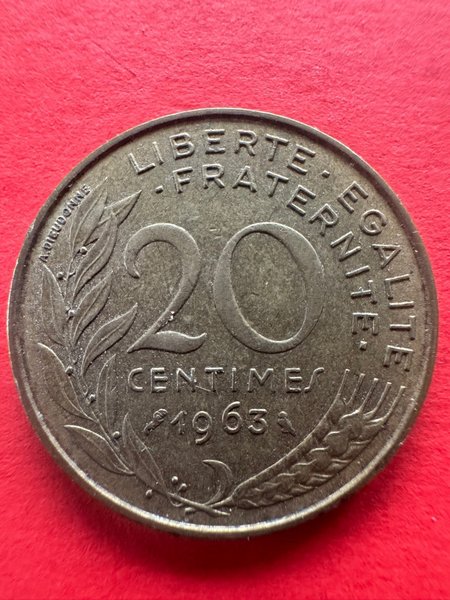 LIBERTE · EGALITE
· FRATERNITE ·
A.DIEUDONNE
20
CENTIMES
1963